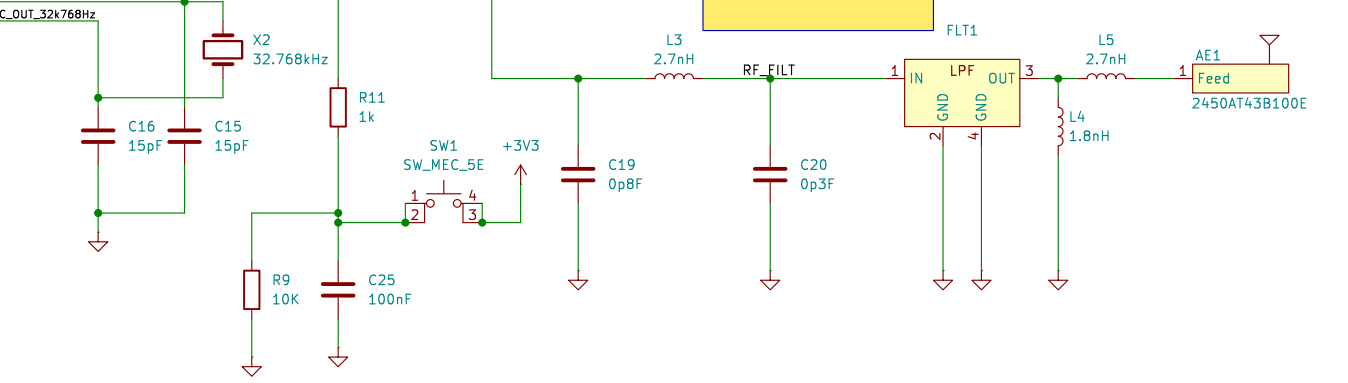 C_OUT_32k768Hz
X2
32.768kHz
C16
15pF
C15
15pF
R11
1k
SW1
SW_MEC_5E
1
2
4
3
+3V3
R9
10K
C25
100nF
L3
2.7nH
RF_FILT
C19
0p8F
C20
0p3F
FLT1
1
IN
LPF
OUT
3
GND
GND
2
4
L5
2.7nH
L4
1.8nH
AE1
1
Feed
2450AT43B100E